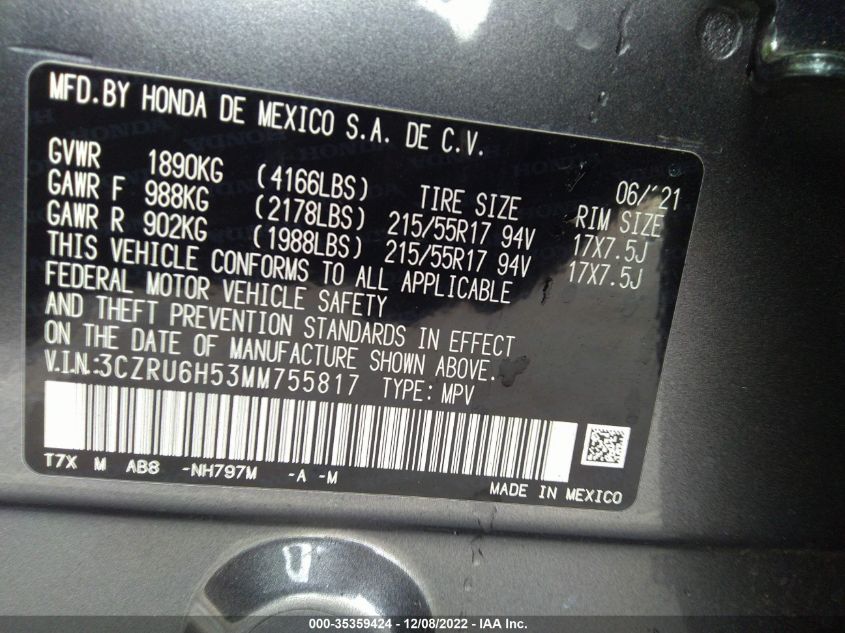 MFD.BY HONDA DE MEXICO S.A. DE C.V.
06/'21
GVWR 1890KG (4166LBS) TIRE SIZE RIM SIZE
GAWR F 988KG (2178LBS) 215/55R17 94V 17X7.5J
GAWR R 902KG (1988LBS) 215/55R17 94V 17X7.5J
THIS VEHICLE CONFORMS TO ALL APPLICABLE
FEDERAL MOTOR VEHICLE SAFETY
AND THEFT PREVENTION STANDARDS IN EFFECT
ON THE DATE OF MANUFACTURE SHOWN ABOVE.
V.I.N.:3CZRU6H53MM755817 TYPE: MPV
T7X M AB8 -NH797M -A -M
MADE IN MEXICO
000-35359424 - 12/08/2022 - IAA Inc.